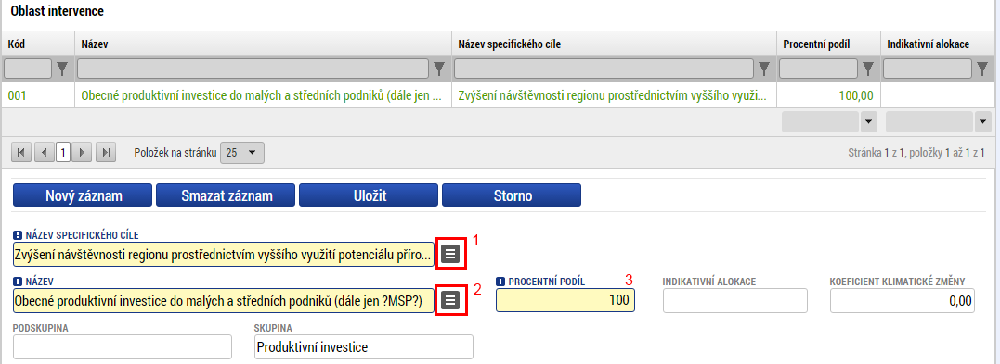 Oblast intervence
Kód Název Název specifického cíle Procentní podíl Indikativní alokace
001 Obecné produktivní investice do malých a středních podniků (dále jen ... Zvýšení návštěvnosti regionu prostřednictvím vyššího využi... 100,00
1 Položek na stránku 25 Stránka 1 z 1, položky 1 až 1 z 1
Nový záznam Smazat záznam Uložit Storno
NÁZEV SPECIFICKÉHO CÍLE 1
Zvýšení návštěvnosti regionu prostřednictvím vyššího využití potenciálu příro...
NÁZEV 2 PROCENTNÍ PODÍL 3 INDIKATIVNÍ ALOKACE KOEFICIENT KLIMATICKÉ ZMĚNY
Obecné produktivní investice do malých a středních podniků (dále jen ?MSP?) 100 0,00
PODSKUPINA SKUPINA
Produktivní investice